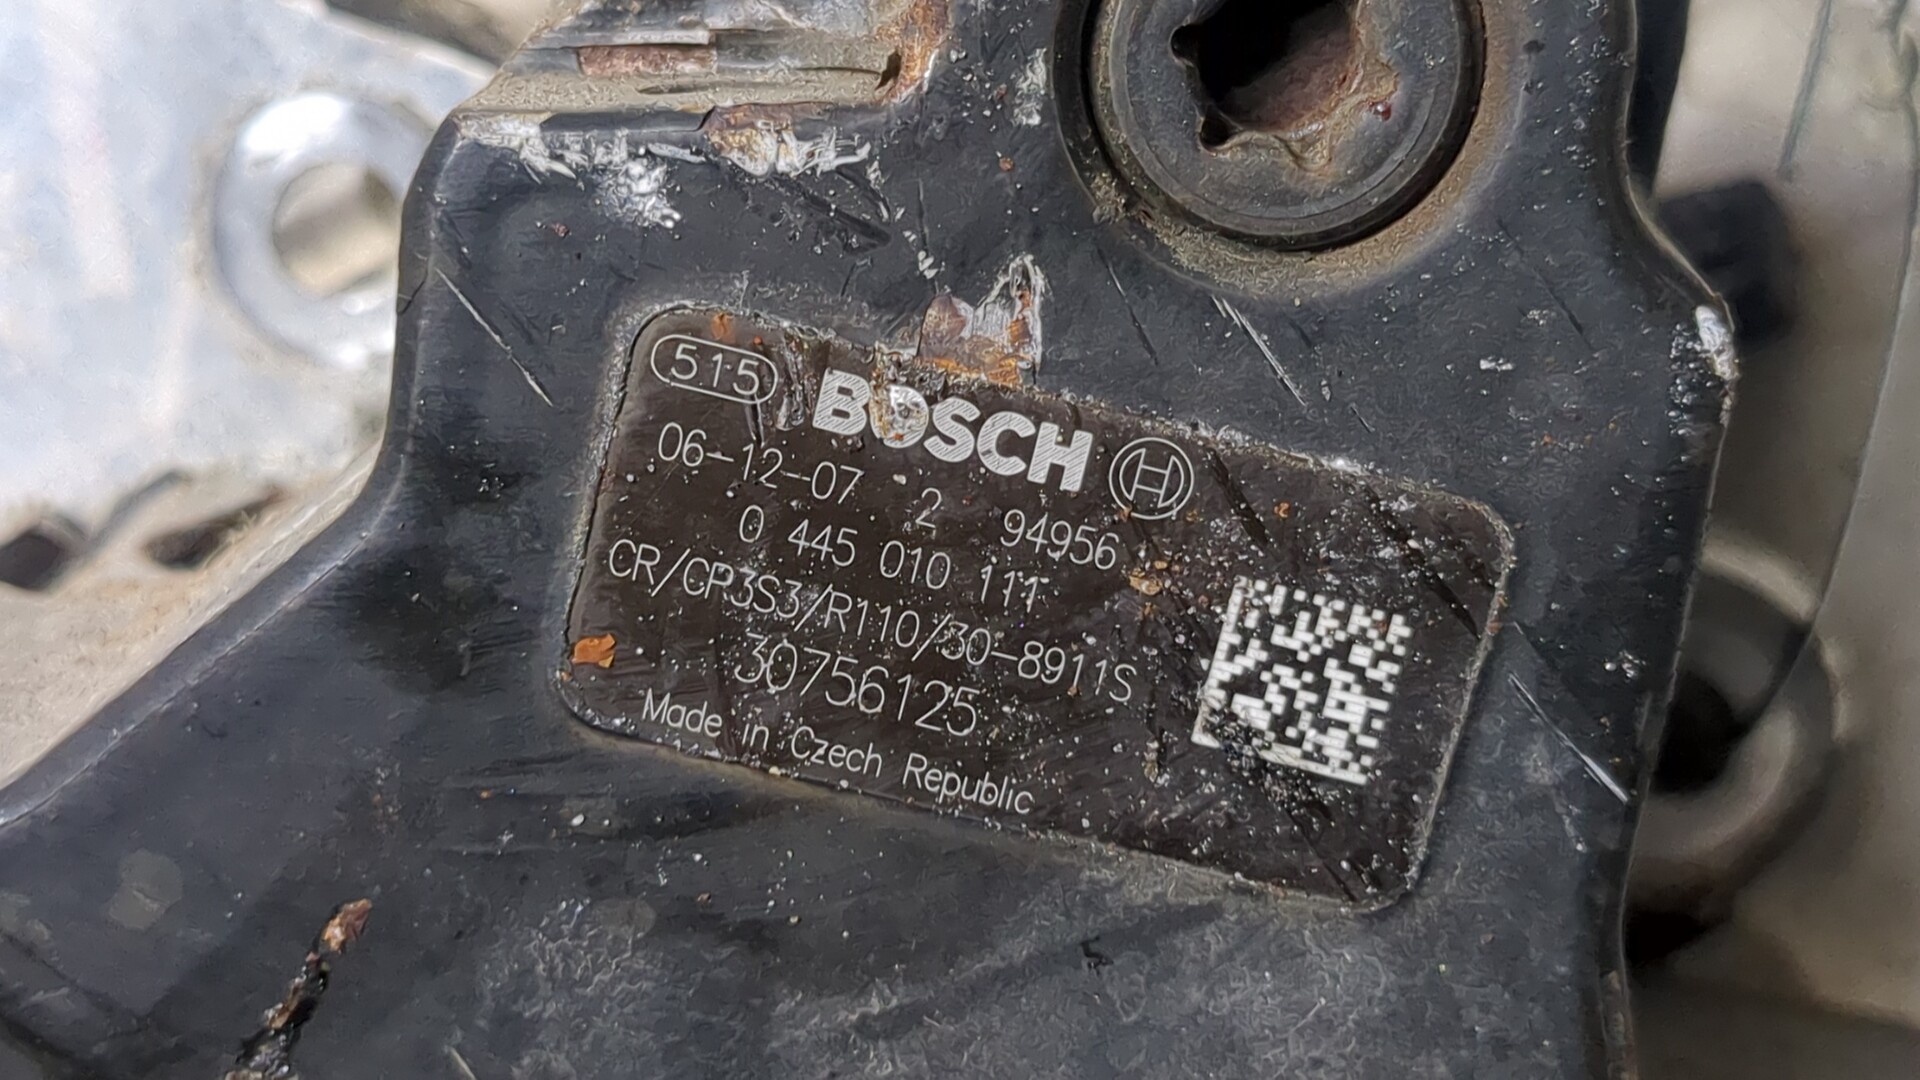 515 BOSCH
06-12-07 2 94956
0 445 010 111
CR/CP3S3/R110/30-8911S
30756125
Made in Czech Republic